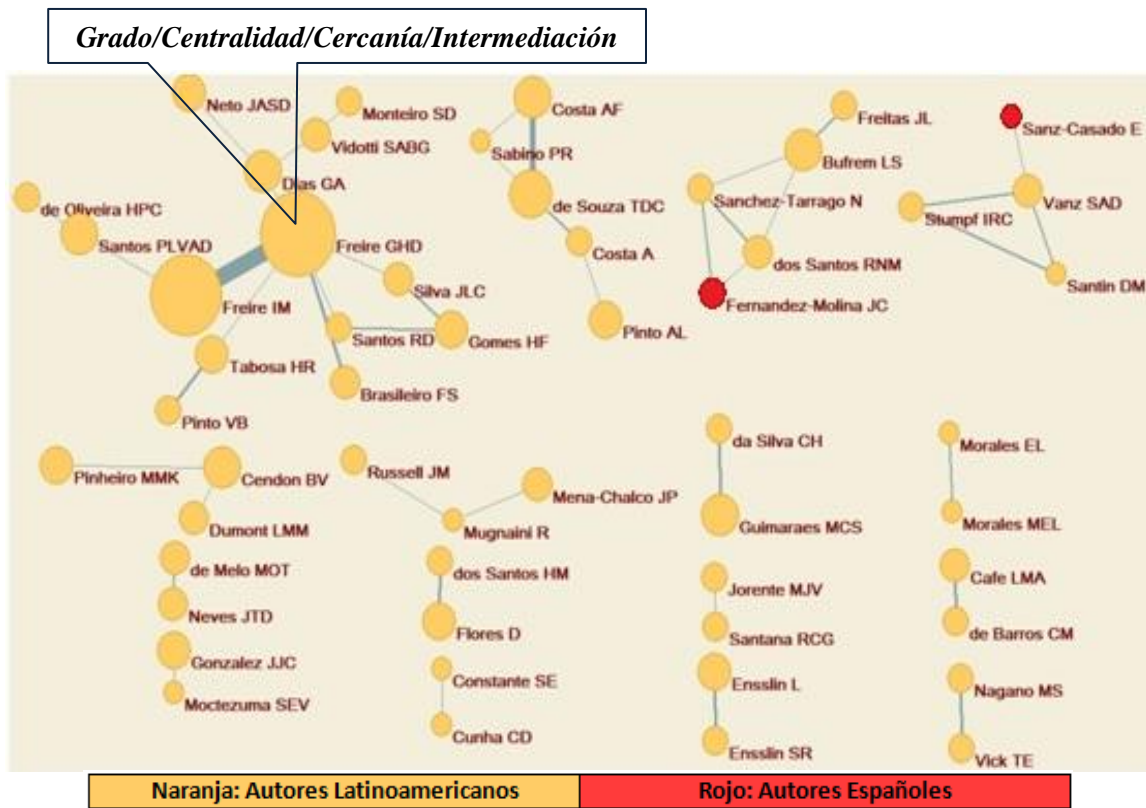 Grado/Centralidad/Cercanía/Intermediación
Neto JASD
Monteiro SD
Vidotti SABG
Dias GA
de Oliveira HPC
Santos PLVAD
Freire GHD
Freire IM
Silva JLC
Santos RD
Gomes HF
Tabosa HR
Brasileiro FS
Pinto VB
Costa AF
Sabino PR
de Souza TDC
Costa A
Pinto AL
Freitas JL
Bufrem LS
Sanchez-Tarrago N
dos Santos RNM
Fernandez-Molina JC
Sanz-Casado E
Vanz SAD
Stumpf IRC
Santin DM
Pinheiro MMK
Cendon BV
Dumont LMM
de Melo MOT
Neves JTD
Gonzalez JJC
Moctezuma SEV
Russell JM
Mena-Chalco JP
Mugnaini R
dos Santos HM
Flores D
Constante SE
Cunha CD
da Silva CH
Guimaraes MCS
Jorente MJV
Santana RCG
Ensslin L
Ensslin SR
Morales EL
Morales MEL
Cafe LMA
de Barros CM
Nagano MS
Vick TE
Naranja: Autores Latinoamericanos
Rojo: Autores Españoles